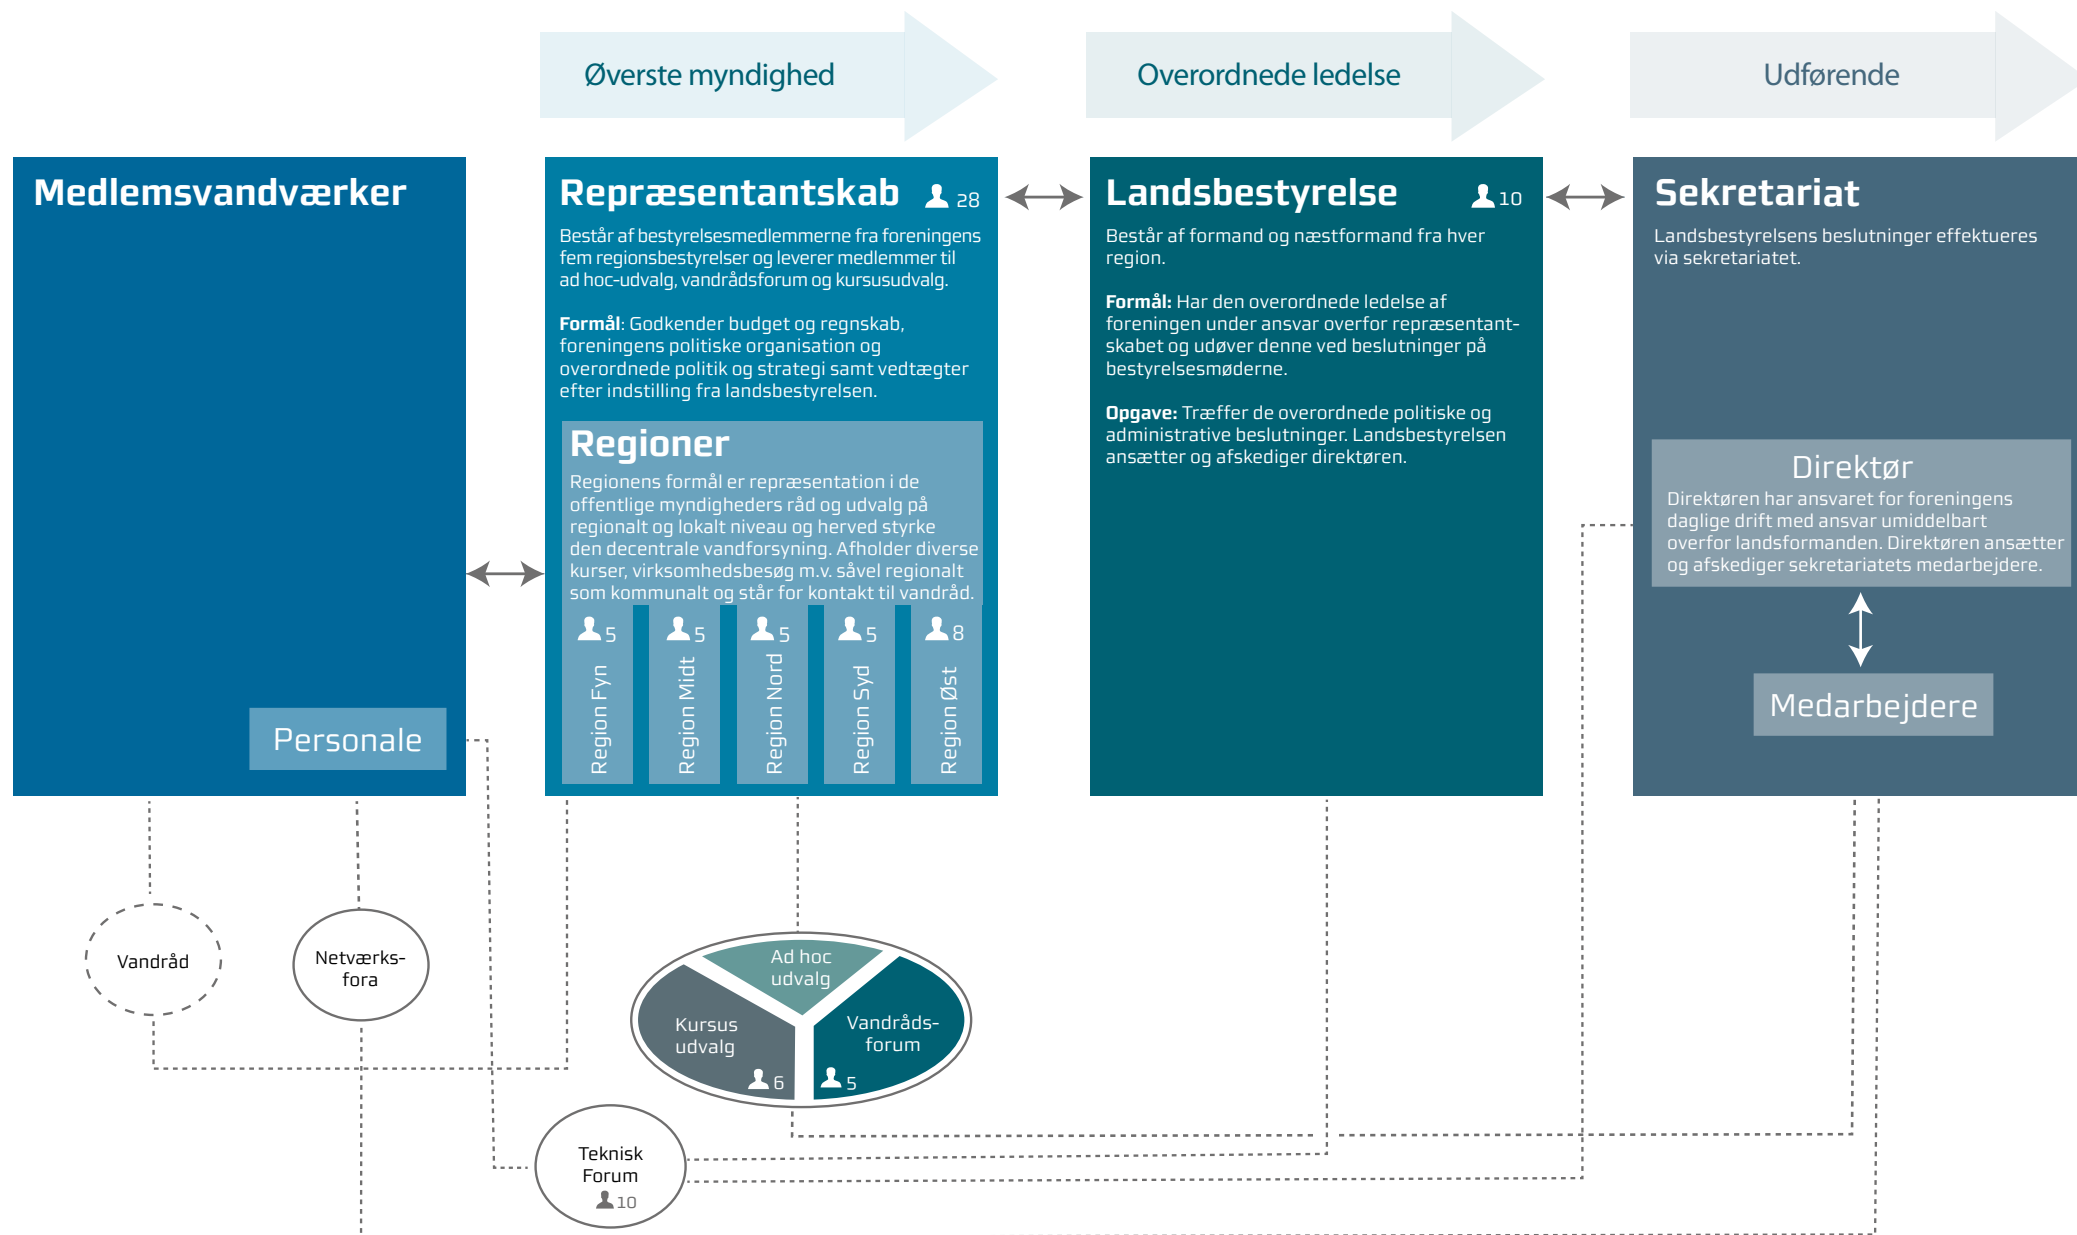 Øverste myndighed
Overordnede ledelse
Udførende
Medlemsvandværker
Personale
Repræsentantskab 28
Består af bestyrelsesmedlemmerne fra foreningens
fem regionsbestyrelser og leverer medlemmer til
ad hoc-udvalg, vandrådsforum og kursusudvalg.
Formål: Godkender budget og regnskab,
foreningens politiske organisation og
overordnede politik og strategi samt vedtægter
efter indstilling fra landsbestyrelsen.
Regioner
Regionens formål er repræsentation i de
offentlige myndigheders råd og udvalg på
regionalt og lokalt niveau og herved styrke
den decentrale vandforsyning. Afholder diverse
kurser, virksomhedsbesøg m.v. såvel regionalt
som kommunalt og står for kontakt til vandråd.
5
Region Fyn
5
Region Midt
5
Region Nord
5
Region Syd
8
Region Øst
Landsbestyrelse 10
Består af formand og næstformand fra hver
region.
Formål: Har den overordnede ledelse af
foreningen under ansvar overfor repræsentant-
skabet og udøver denne ved beslutninger på
bestyrelsesmøderne.
Opgave: Træffer de overordnede politiske og
administrative beslutninger. Landsbestyrelsen
ansætter og afskediger direktøren.
Sekretariat
Landsbestyrelsens beslutninger effektueres
via sekretariatet.
Direktør
Direktøren har ansvaret for foreningens
daglige drift med ansvar umiddelbart
overfor landsformanden. Direktøren ansætter
og afskediger sekretariatets medarbejdere.
Medarbejdere
Vandråd
Netværks-
fora
Ad hoc
udvalg
Kursus
udvalg
6
Vandråds-
forum
5
Teknisk
Forum
10